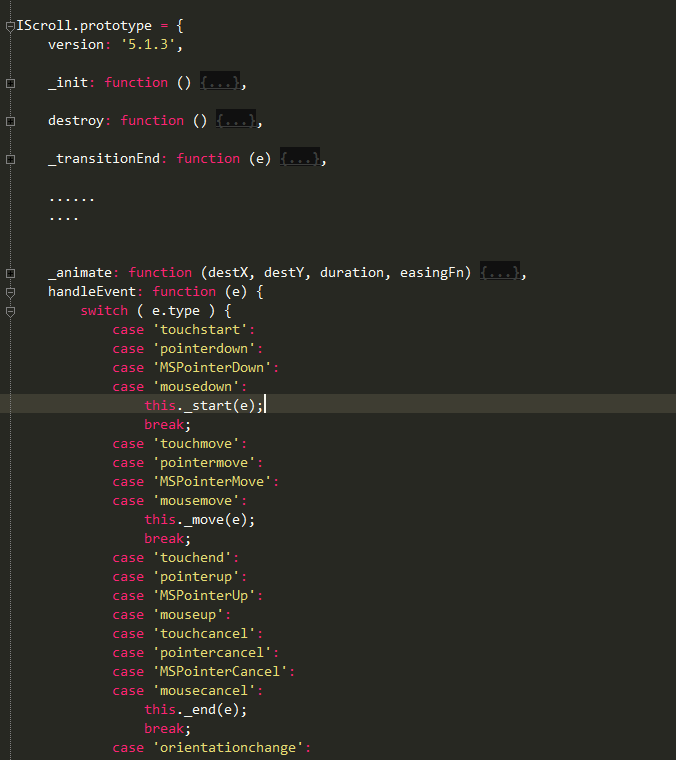 IScroll.prototype = {
version: '5.1.3',
_init: function () {...},
destroy: function () {...},
_transitionEnd: function (e) {...},
......
....
_animate: function (destX, destY, duration, easingFn) {...},
handleEvent: function (e) {
switch ( e.type ) {
case 'touchstart':
case 'pointerdown':
case 'MSPointerDown':
case 'mousedown':
this._start(e);
break;
case 'touchmove':
case 'pointermove':
case 'MSPointerMove':
case 'mousemove':
this._move(e);
break;
case 'touchend':
case 'pointerup':
case 'MSPointerUp':
case 'mouseup':
case 'touchcancel':
case 'pointercancel':
case 'MSPointerCancel':
case 'mousecancel':
this._end(e);
break;
case 'orientationchange':